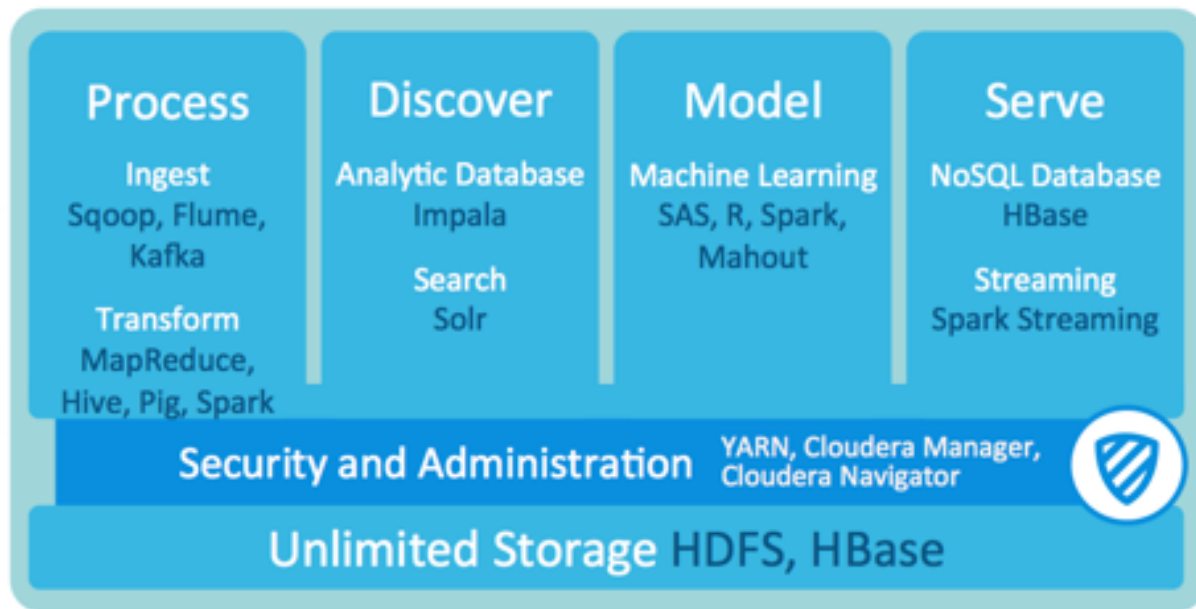 Process
Ingest
Sqoop, Flume,
Kafka
Transform
MapReduce,
Hive, Pig, Spark
Discover
Analytic Database
Impala
Search
Solr
Model
Machine Learning
SAS, R, Spark,
Mahout
Serve
NoSQL Database
HBase
Streaming
Spark Streaming
Security and Administration
YARN, Cloudera Manager,
Cloudera Navigator
Unlimited Storage HDFS, HBase